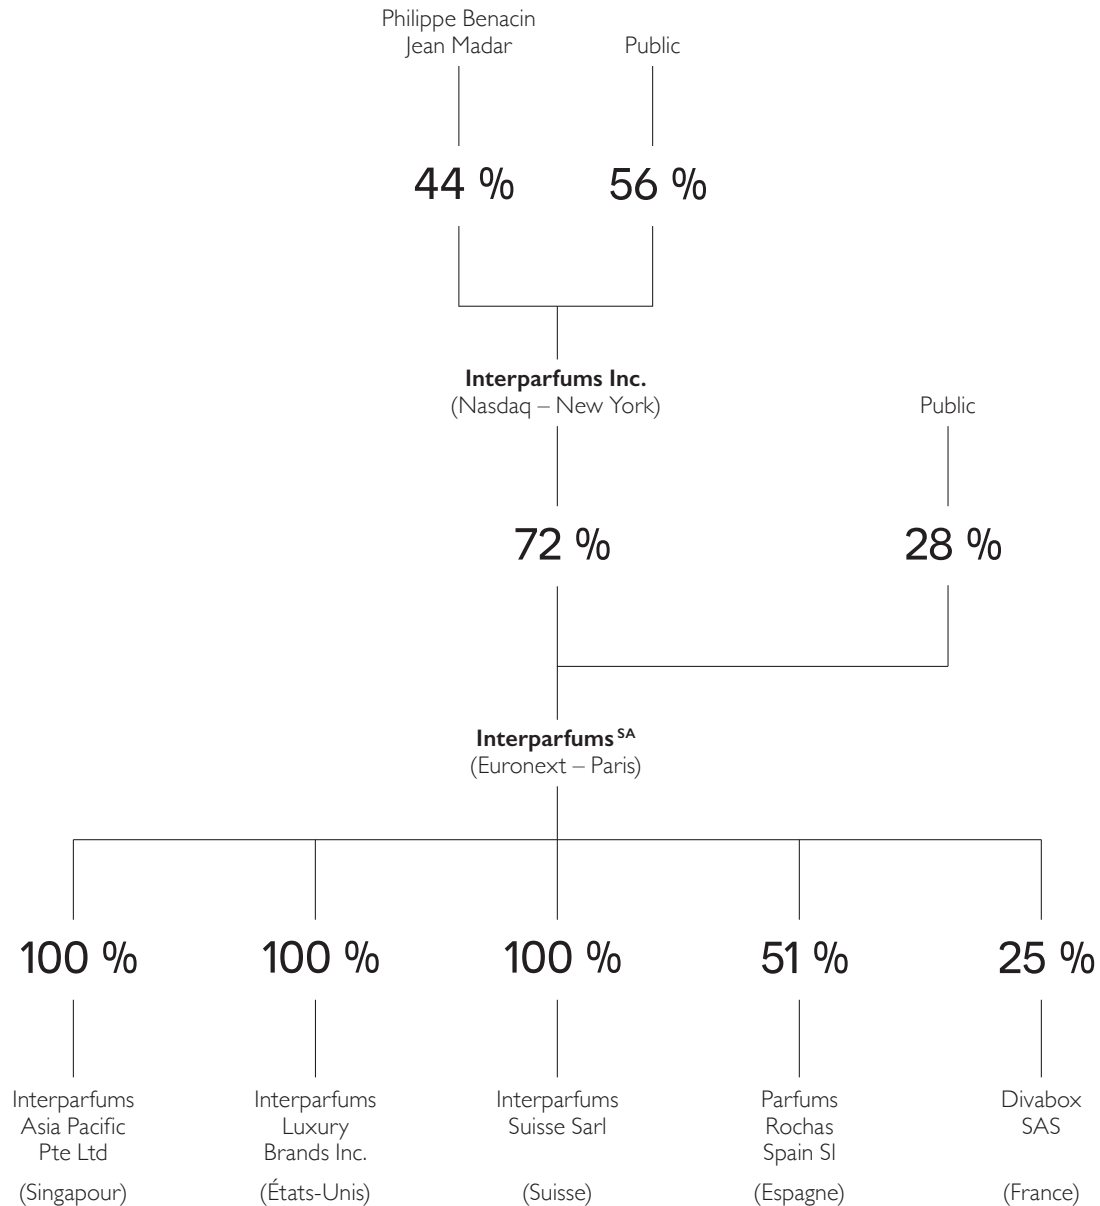 Philippe Benacin
Jean Madar
Public
44 %
56 %
Interparfums Inc.
(Nasdaq – New York)
Public
72 %
28 %
Interparfums SA
(Euronext – Paris)
100 %
100 %
100 %
51 %
25 %
Interparfums
Asia Pacific
Pte Ltd
(Singapour)
Interparfums
Luxury
Brands Inc.
(États-Unis)
Interparfums
Suisse Sarl
(Suisse)
Parfums
Rochas
Spain Sl
(Espagne)
Divabox
SAS
(France)